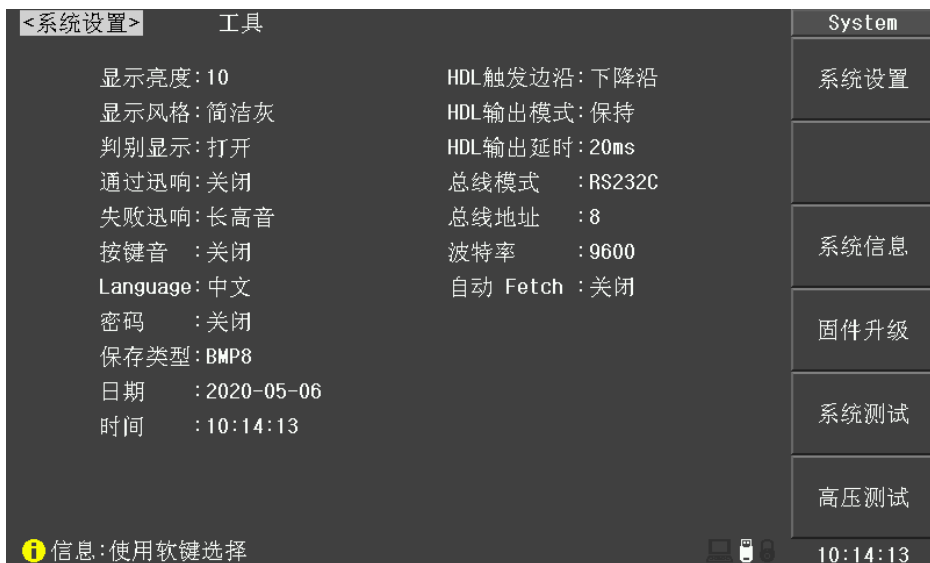 <系统设置> 工具
显示亮度:10
显示风格:简洁灰
判别显示:打开
通过迅响:关闭
失败迅响:长高音
按键音 :关闭
Language:中文
密码 :关闭
保存类型:BMP8
日期 :2020-05-06
时间 :10:14:13
HDL触发边沿:下降沿
HDL输出模式:保持
HDL输出延时:20ms
总线模式 :RS232C
总线地址 :8
波特率 :9600
自动 Fetch :关闭
System
系统设置
系统信息
固件升级
系统测试
高压测试
信息:使用软键选择
10:14:13